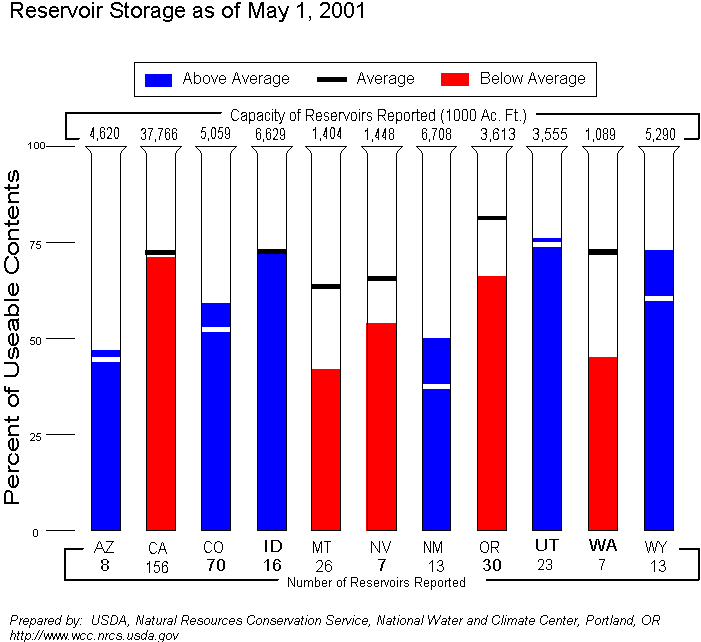 Reservoir Storage as of May 1, 2001
Above Average Average Below Average
Capacity of Reservoirs Reported (1000 Ac. Ft.)
4,620 37,766 5,059 6,629 1,404 1,448 6,708 3,613 3,555 1,089 5,290
100
75
50
25
0
Percent of Useable Contents
AZ CA CO ID MT NV NM OR UT WA WY
8 156 70 16 26 7 13 30 23 7 13
Number of Reservoirs Reported
Prepared by: USDA, Natural Resources Conservation Service, National Water and Climate Center, Portland, OR
http://www.wcc.nrcs.usda.gov